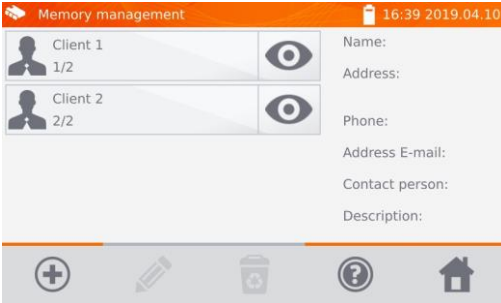 Memory management
16:39 2019.04.10
Client 1
1/2
Client 2
2/2
Name:
Address:
Phone:
Address E-mail:
Contact person:
Description: